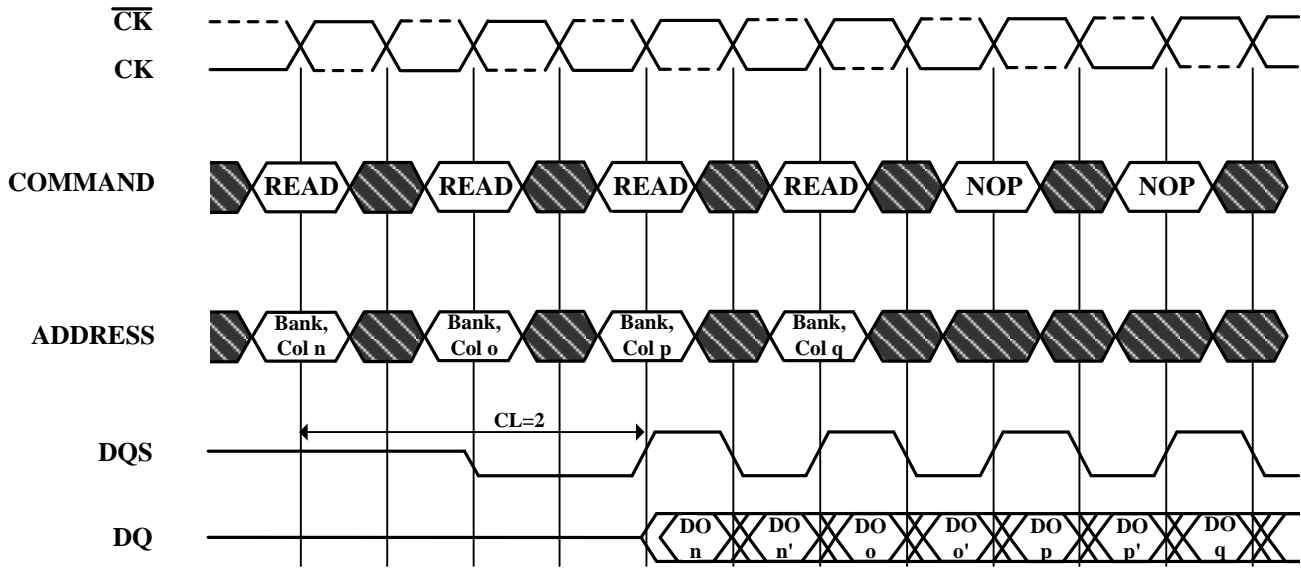 CK
CK
COMMAND
READ
READ
READ
READ
NOP
NOP
ADDRESS
Bank,
Col n
Bank,
Col o
Bank,
Col p
Bank,
Col q
CL=2
DQS
DQ
DO
n
DO
n'
DO
o
DO
o'
DO
p
DO
p'
DO
q